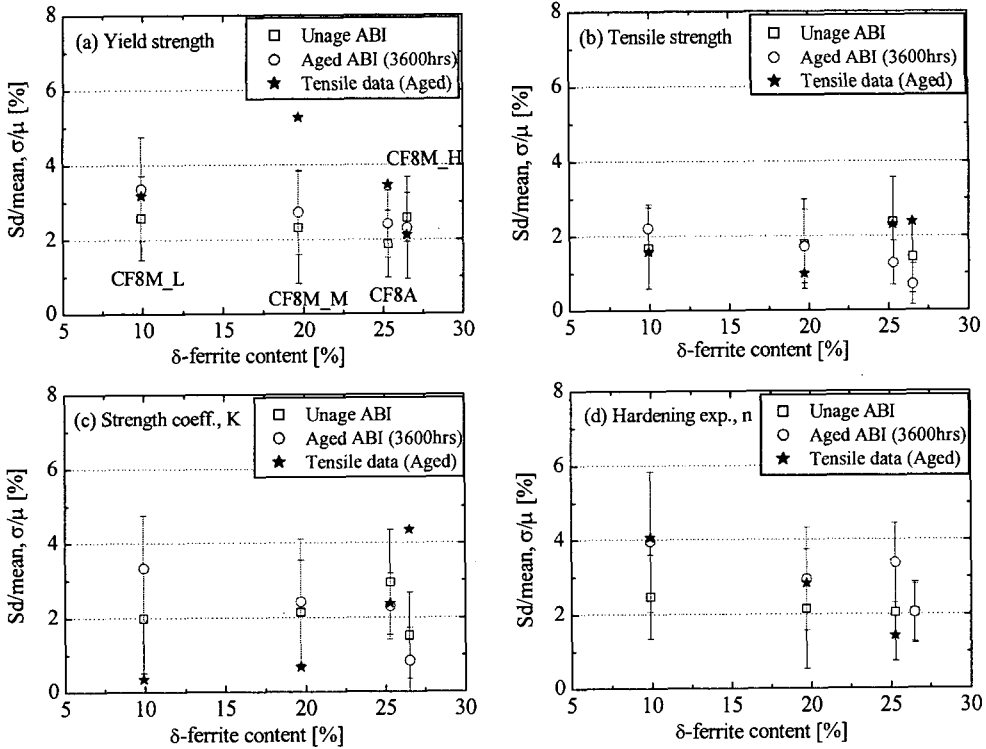 (a) Yield strength
Unage ABI
Aged ABI (3600hrs)
Tensile data (Aged)
CF8M_H
CF8M_L
CF8M_M
CF8A
Sd/mean, σ/μ [%]
8
6
4
2
0
5 10 15 20 25 30
δ-ferrite content [%]
(b) Tensile strength
Unage ABI
Aged ABI (3600hrs)
Tensile data (Aged)
Sd/mean, σ/μ [%]
8
6
4
2
0
5 10 15 20 25 30
δ-ferrite content [%]
(c) Strength coeff., K
Unage ABI
Aged ABI (3600hrs)
Tensile data (Aged)
Sd/mean, σ/μ [%]
8
6
4
2
0
5 10 15 20 25 30
δ-ferrite content [%]
(d) Hardening exp., n
Unage ABI
Aged ABI (3600hrs)
Tensile data (Aged)
Sd/mean, σ/μ [%]
8
6
4
2
0
5 10 15 20 25 30
δ-ferrite content [%]